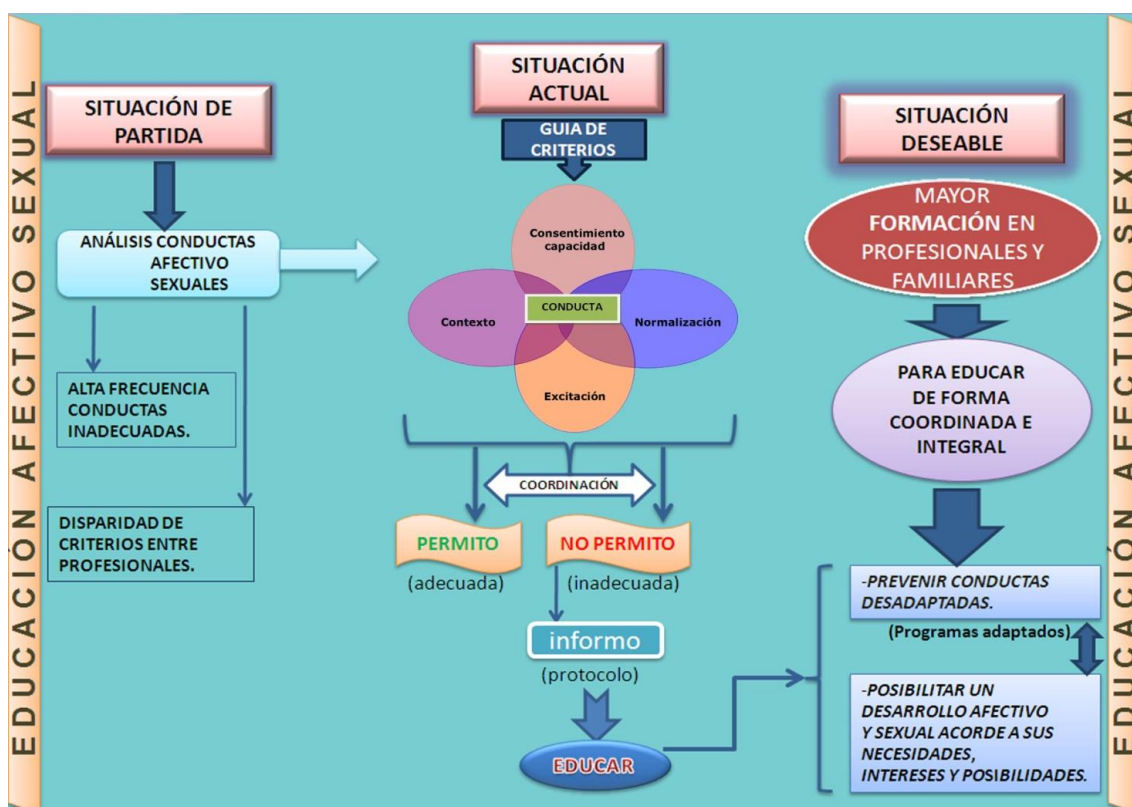 EDUCACIÓN AFECTIVO SEXUAL
SITUACIÓN DE
PARTIDA
ANÁLISIS CONDUCTAS
AFECTIVO
SEXUALES
ALTA FRECUENCIA
CONDUCTAS
INADECUADAS.
DISPARIDAD DE
CRITERIOS ENTRE
PROFESIONALES.
SITUACIÓN
ACTUAL
GUIA DE
CRITERIOS
Consentimiento
capacidad
Contexto
CONDUCTA
Normalización
Excitación
COORDINACIÓN
PERMITO
(adecuada)
NO PERMITO
(inadecuada)
informo
(protocolo)
EDUCAR
SITUACIÓN
DESEABLE
MAYOR
FORMACIÓN EN
PROFESIONALES Y
FAMILIARES
PARA EDUCAR
DE FORMA
COORDINADA E
INTEGRAL
-PREVENIR CONDUCTAS
DESADAPTADAS.
(Programas adaptados)
-POSIBILITAR UN
DESARROLLO AFECTIVO
Y SEXUAL ACORDE A SUS
NECESIDADES,
INTERESES Y POSIBILIDADES.
EDUCACIÓN AFECTIVO SEXUAL